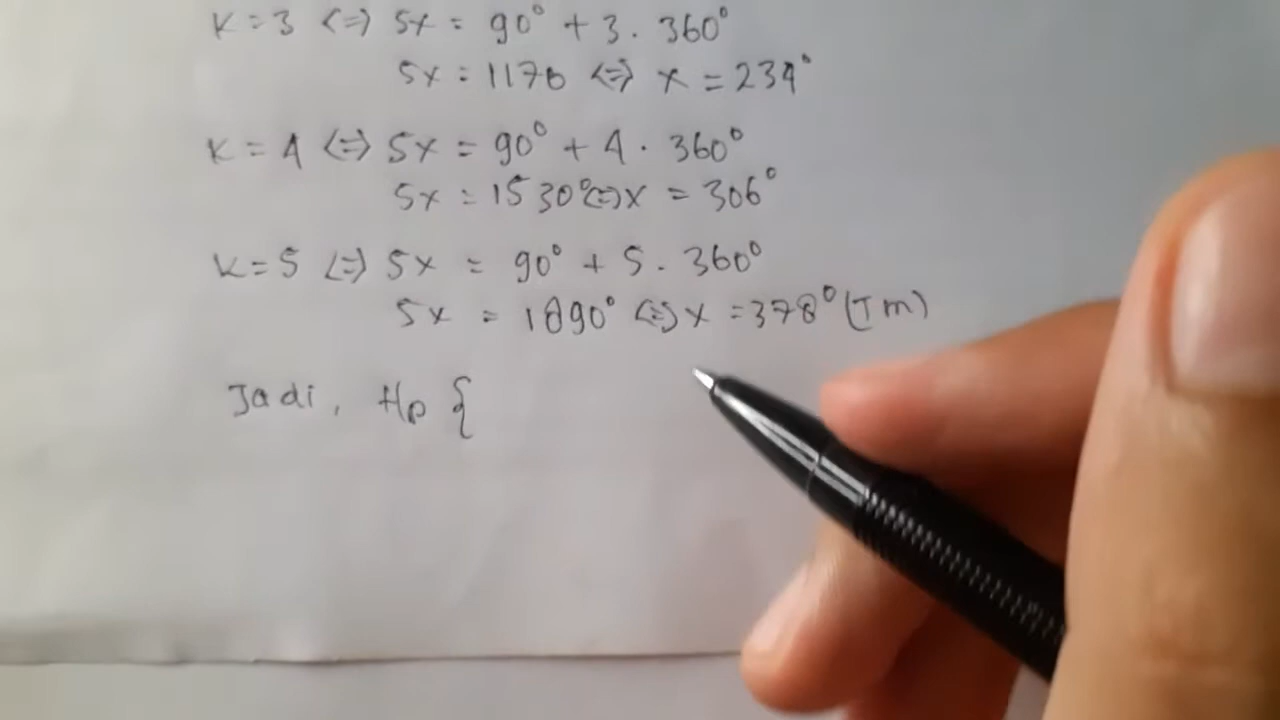 K = 3 <=> 5x = 90° + 3 . 360°
5x = 1170 <=> x = 234°
K = 4 <=> 5x = 90° + 4 . 360°
5x = 1530° <=> x = 306°
K = 5 <=> 5x = 90° + 5 . 360°
5x = 1890° <=> x = 378° (Tm)
Jadi, Hp {